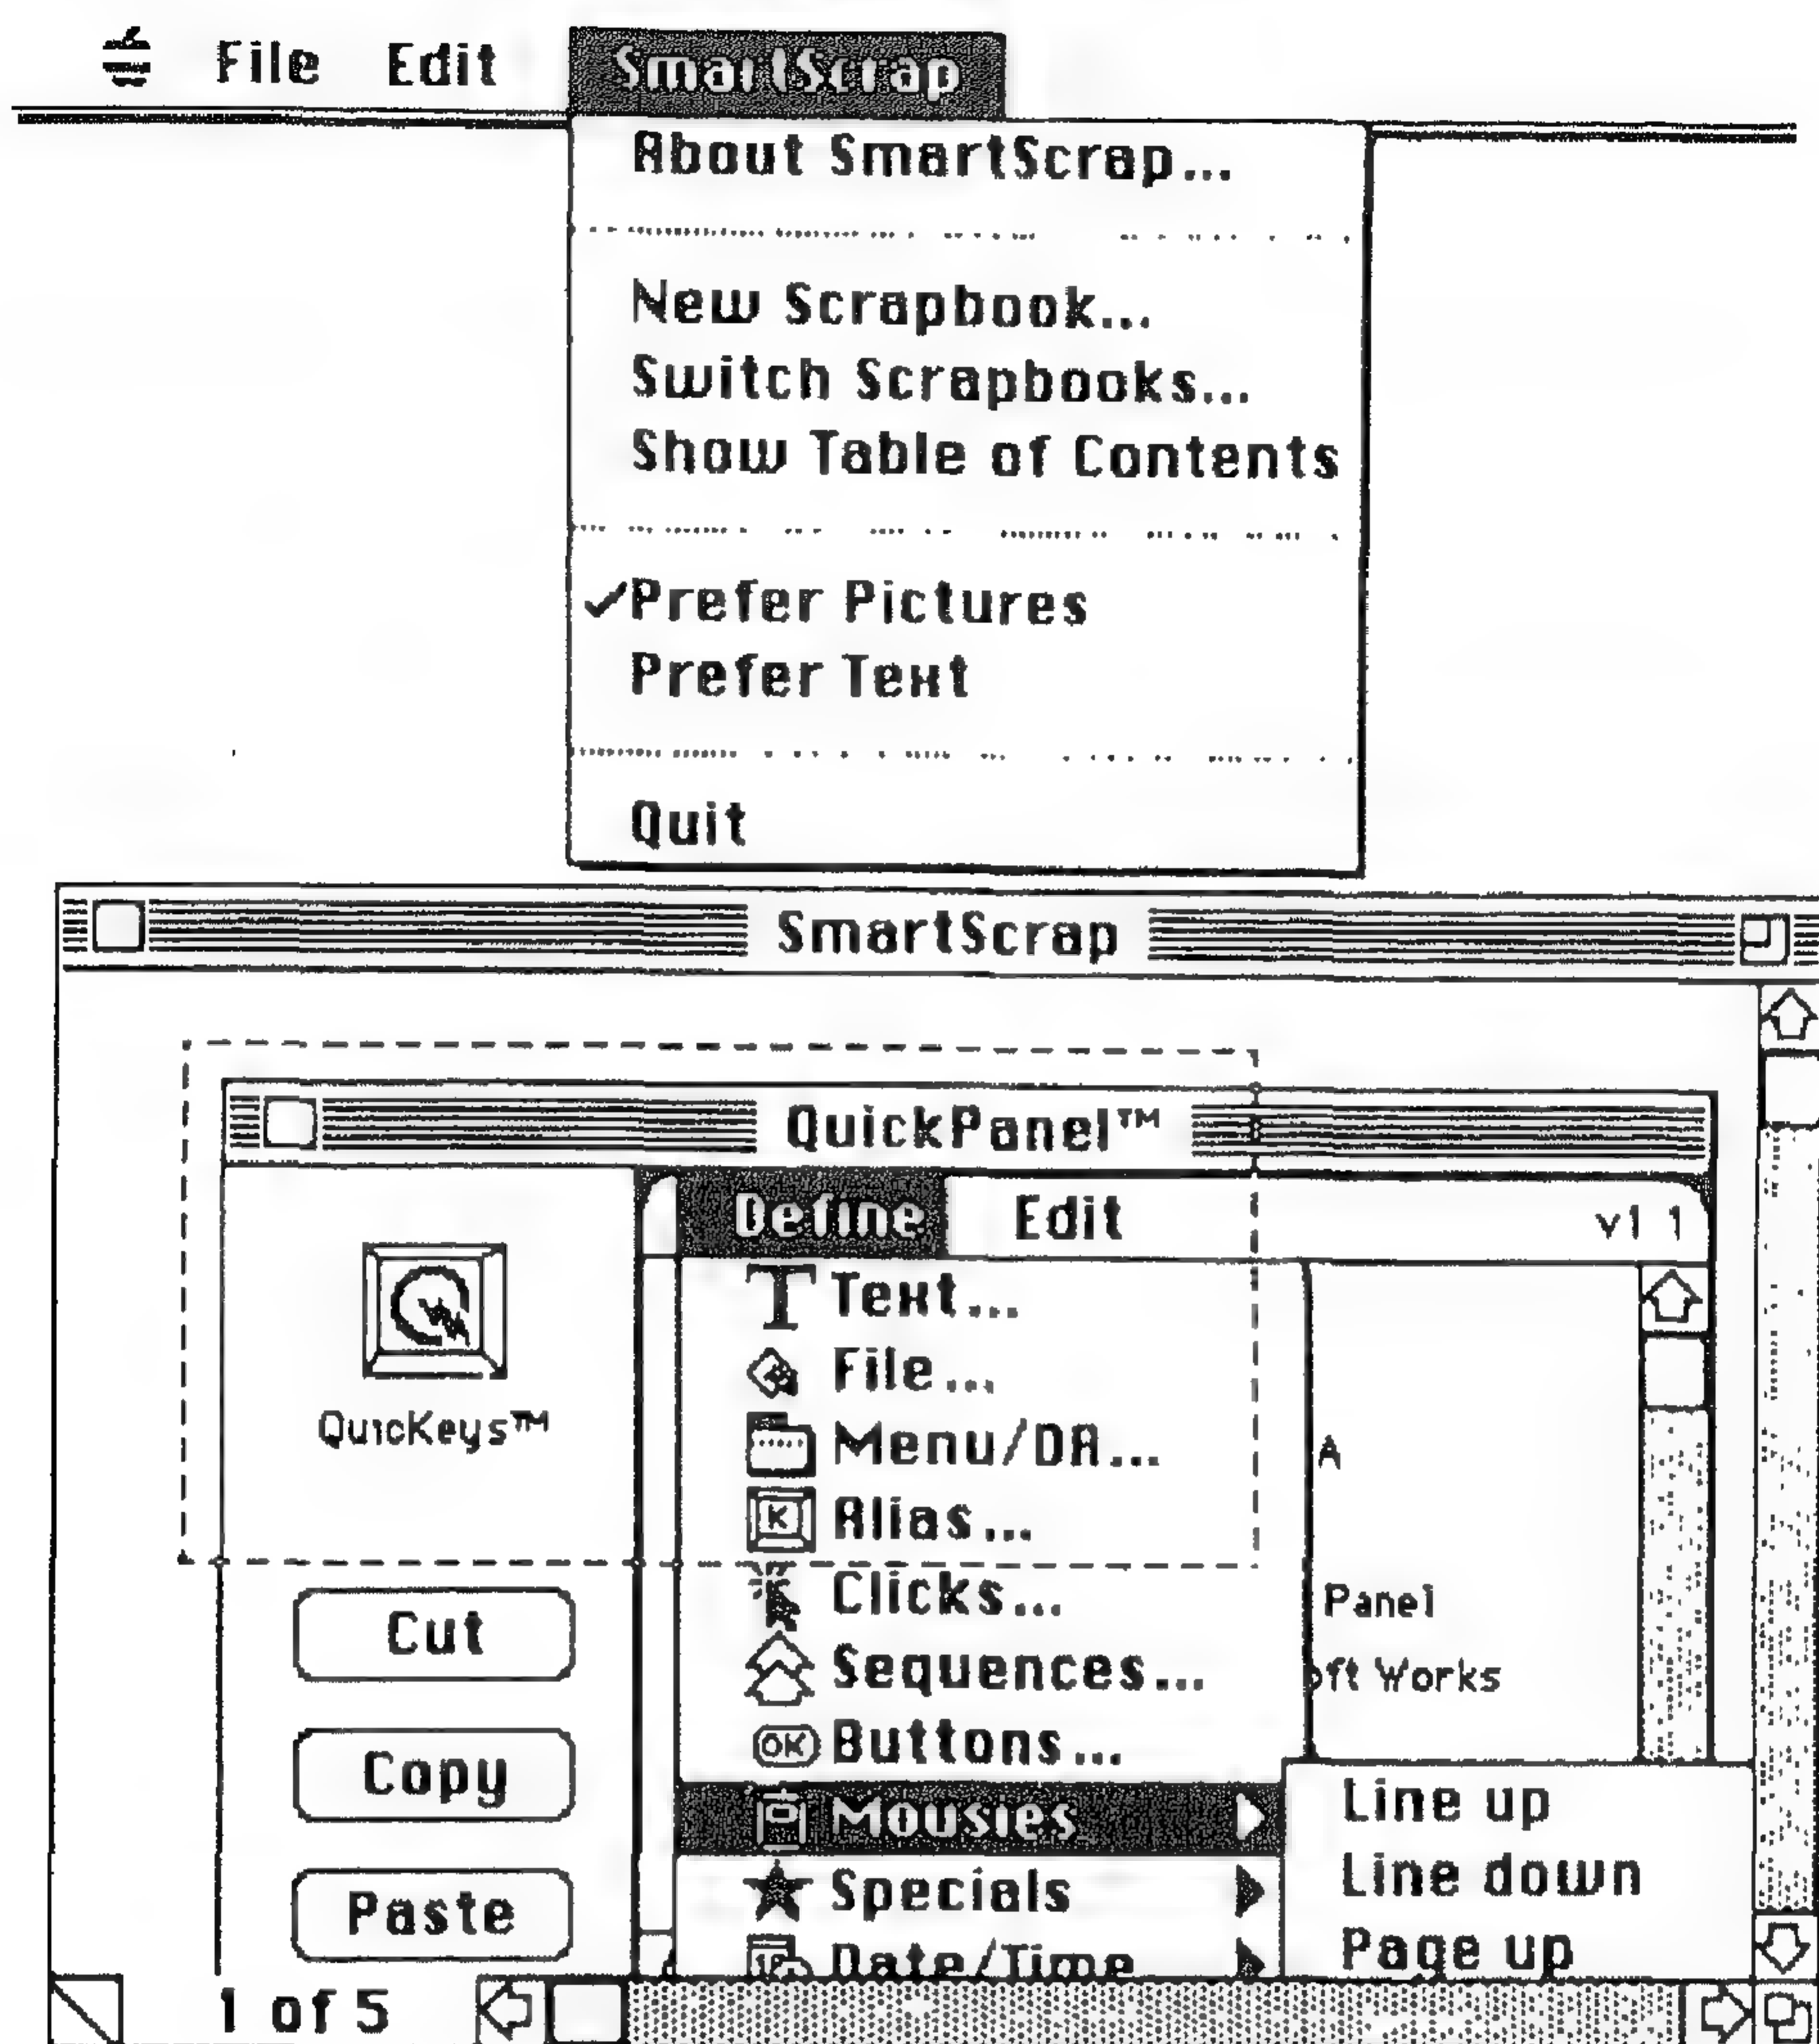 File Edit SmartScrap
About SmartScrap...
New Scrapbook...
Switch Scrapbooks...
Show Table of Contents
✓Prefer Pictures
Prefer Text
Quit
SmartScrap
QuickPanel™
Define Edit v1 1
QuicKeys™
Cut
Copy
Paste
T Text...
File...
Menu/DA...
K Alias...
Clicks...
Sequences...
OK Buttons...
Mousies
Specials
Date/Time
A
Panel
oft Works
Line up
Line down
Page up
1 of 5